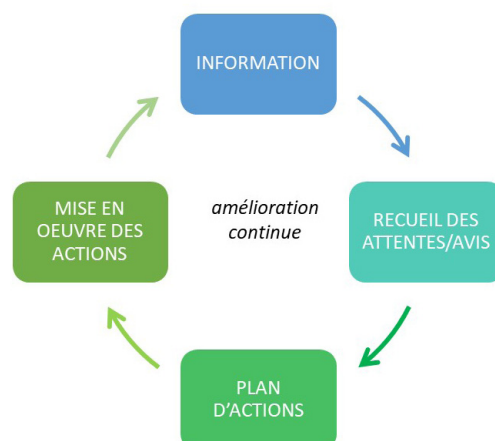 INFORMATION
RECUEIL DES
ATTENTES/AVIS
PLAN
D'ACTIONS
MISE EN
OEUVRE DES
ACTIONS
amélioration
continue